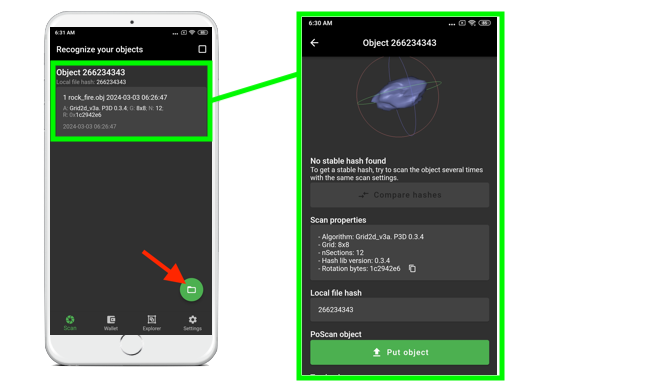 6:31 AM
Recognize your objects
Object 266234343
Local file hash: 266234343
1 rock_fire.obj 2024-03-03 06:26:47
A: Grid2d_v3a. P3D 0.3.4, G: 8x8, N: 12,
R: 0x1c2942e6
2024-03-03 06:26:47
Scan
Wallet
Explorer
Settings
6:30 AM
Object 266234343
No stable hash found
To get a stable hash, try to scan the object several times
with the same scan settings.
Compare hashes
Scan properties
- Algorithm: Grid2d_v3a. P3D 0.3.4
- Grid: 8x8
- nSections: 12
- Hash lib version: 0.3.4
- Rotation bytes: 1c2942e6
Local file hash
266234343
PoScan object
Put object